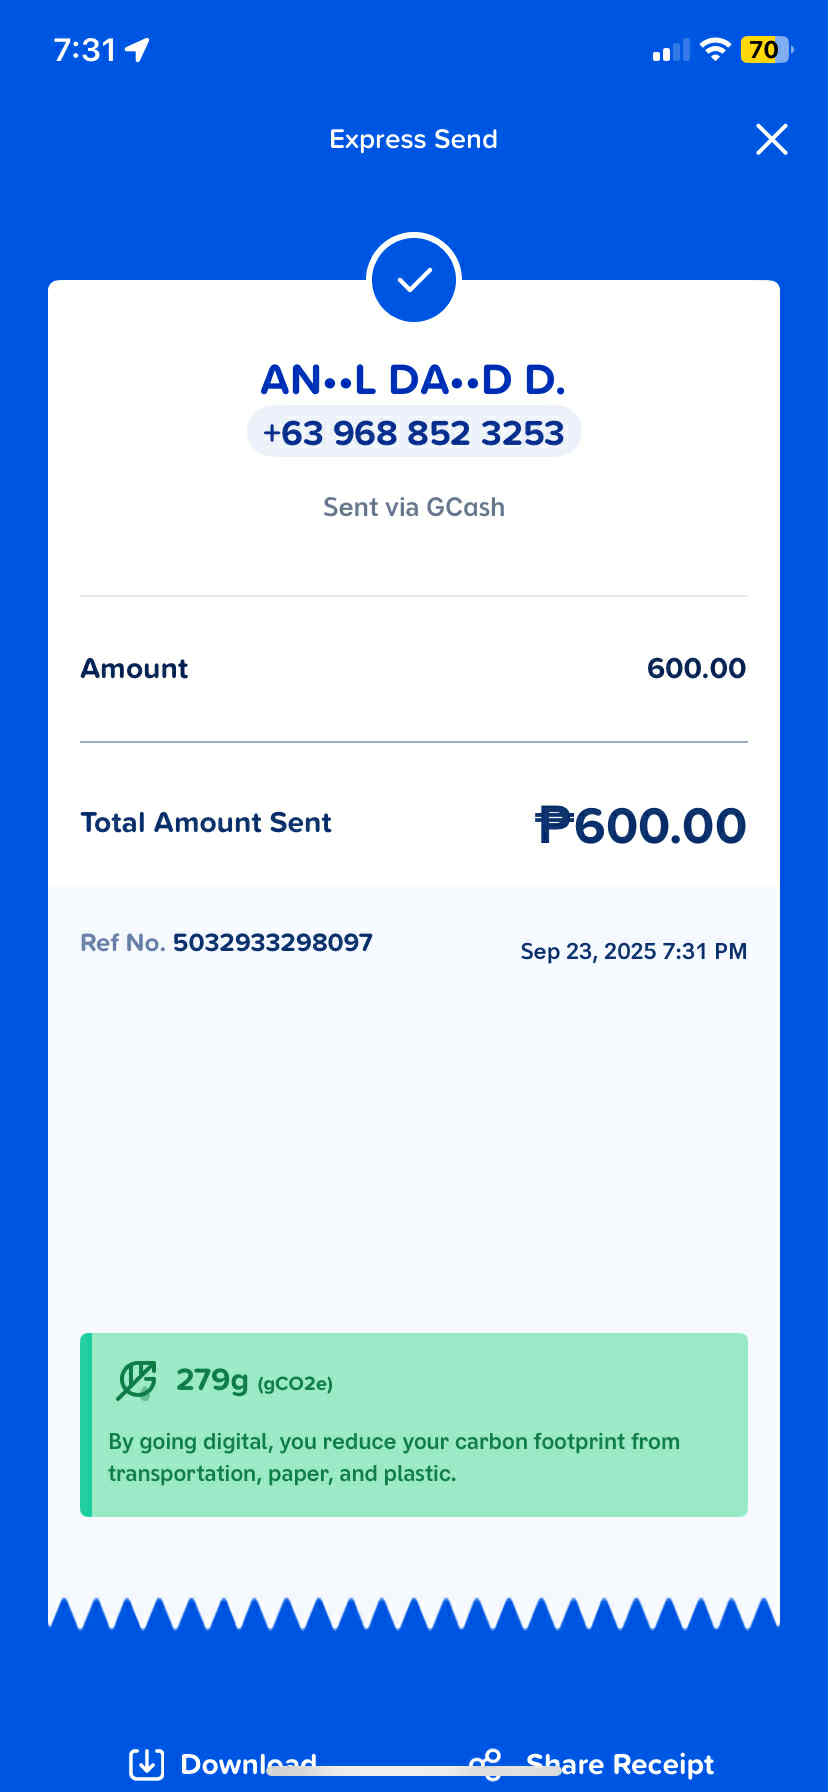 7:31
70
Express Send
AN••L DA••D D.
+63 968 852 3253
Sent via GCash
Amount 600.00
Total Amount Sent ₱600.00
Ref No. 5032933298097 Sep 23, 2025 7:31 PM
279g (gCO2e)
By going digital, you reduce your carbon footprint from
transportation, paper, and plastic.
Download Share Receipt